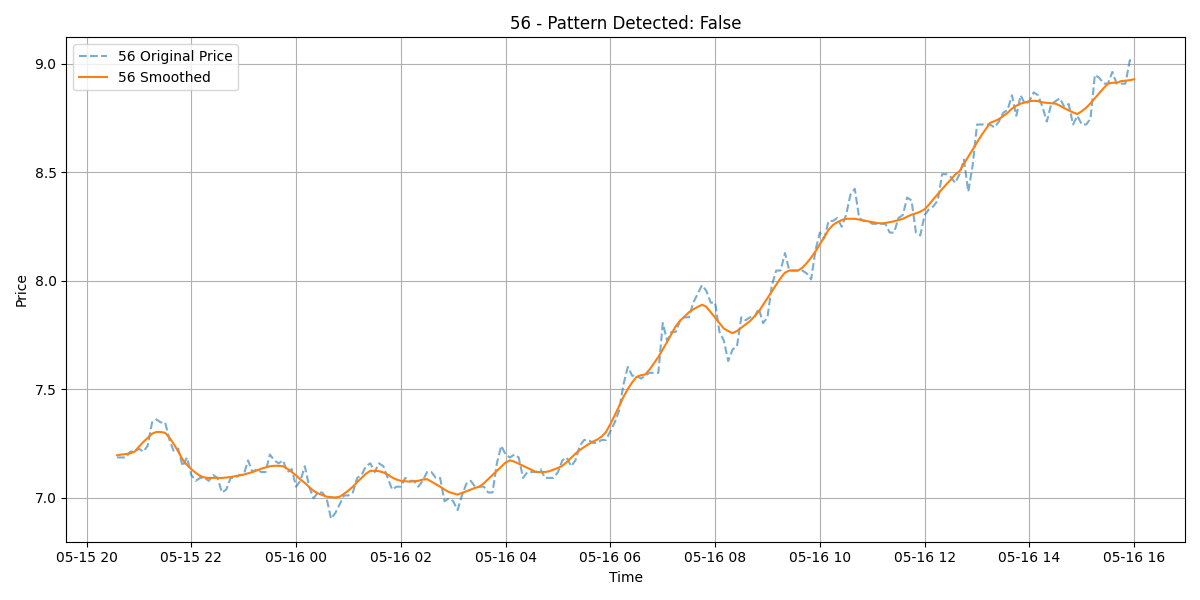 56 - Pattern Detected: False
56 Original Price
56 Smoothed
Price
9.0
8.5
8.0
7.5
7.0
05-15 20 05-15 22 05-16 00 05-16 02 05-16 04 05-16 06 05-16 08 05-16 10 05-16 12 05-16 14 05-16 16
Time